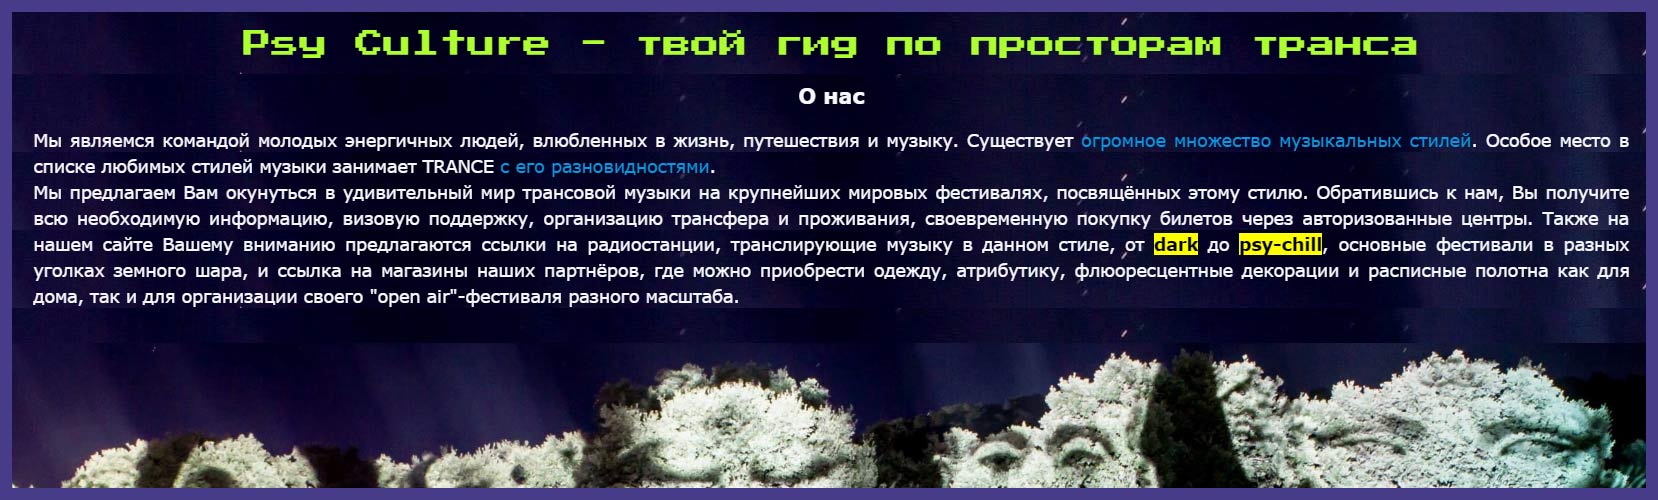 Psy Culture - твой гид по просторам транса
О нас
Мы являемся командой молодых энергичных людей, влюбленных в жизнь, путешествия и музыку. Существует огромное множество музыкальных стилей. Особое место в
списке любимых стилей музыки занимает TRANCE с его разновидностями.
Мы предлагаем Вам окунуться в удивительный мир трансовой музыки на крупнейших мировых фестивалях, посвящённых этому стилю. Обратившись к нам, Вы получите
всю необходимую информацию, визовую поддержку, организацию трансфера и проживания, своевременную покупку билетов через авторизованные центры. Также на
нашем сайте Вашему вниманию предлагаются ссылки на радиостанции, транслирующие музыку в данном стиле, от dark до psy-chill, основные фестивали в разных
уголках земного шара, и ссылка на магазины наших партнёров, где можно приобрести одежду, атрибутику, флюоресцентные декорации и расписные полотна как для
дома, так и для организации своего "open air"-фестиваля разного масштаба.